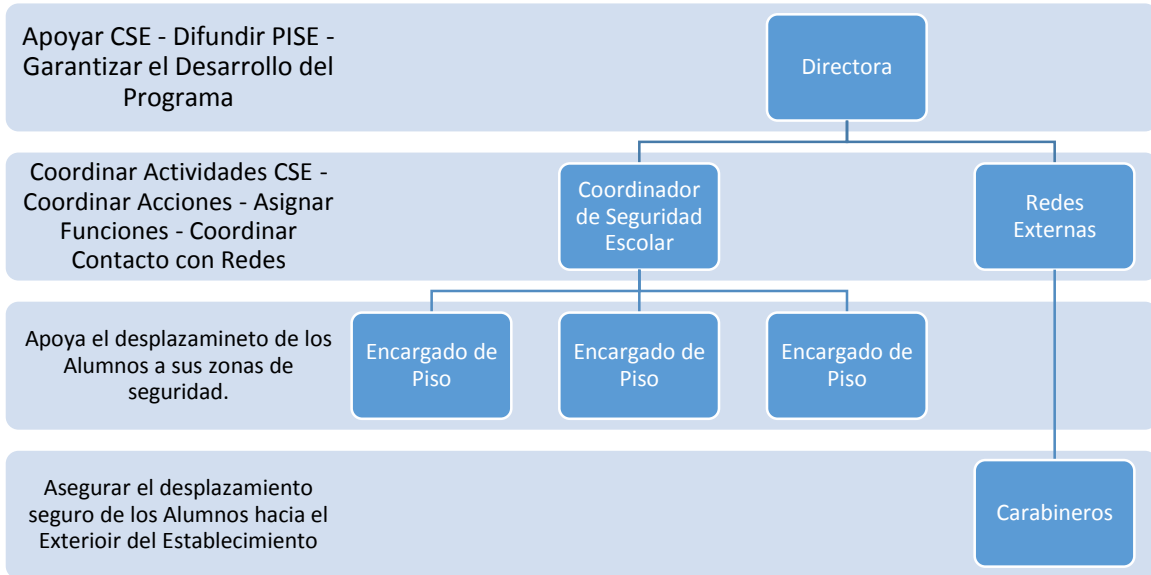 Apoyar CSE - Difundir PISE -
Garantizar el Desarrollo del
Programa
Directora
Coordinar Actividades CSE -
Coordinar Acciones - Asignar
Funciones - Coordinar
Contacto con Redes
Coordinador
de Seguridad
Escolar
Redes
Externas
Apoya el desplazamineto de los
Alumnos a sus zonas de
seguridad.
Encargado de
Piso
Encargado de
Piso
Encargado de
Piso
Asegurar el desplazamiento
seguro de los Alumnos hacia el
Exterioir del Establecimiento
Carabineros